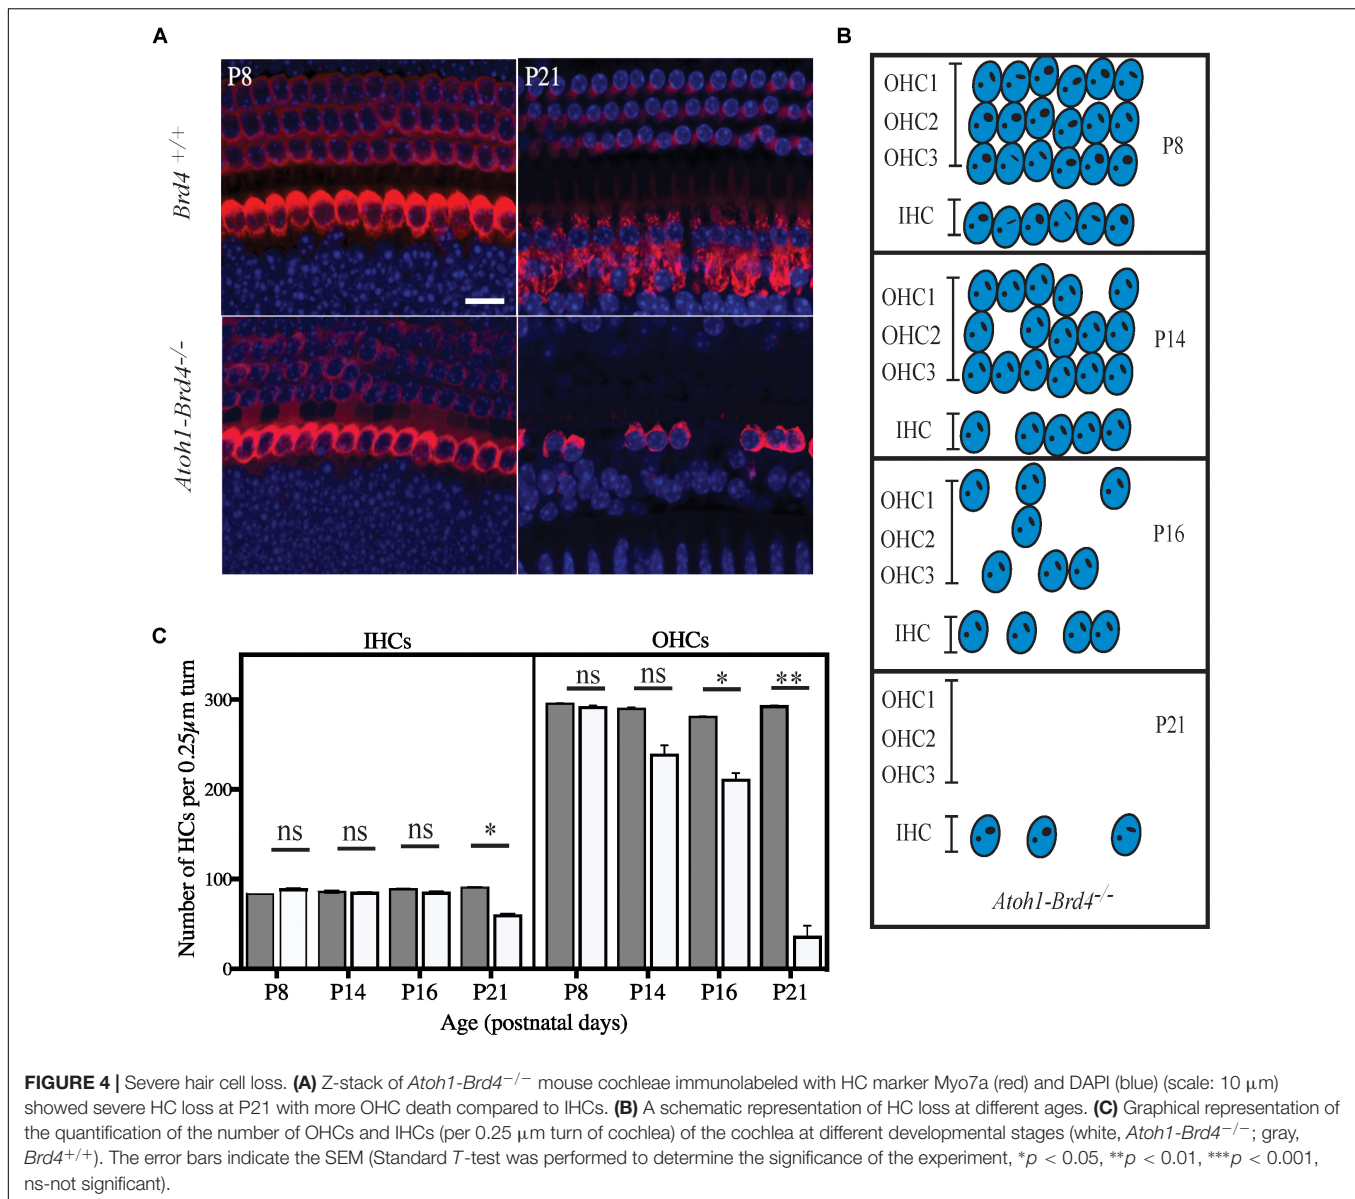 A
B
P8
P21
Brd4 +/+
Atoh1-Brd4-/-
OHC1
OHC2
OHC3
IHC
P8
OHC1
OHC2
OHC3
IHC
P14
OHC1
OHC2
OHC3
IHC
P16
OHC1
OHC2
OHC3
IHC
P21
Atoh1-Brd4-/-
C
IHCs
OHCs
Number of HCs per 0.25μm turn
300
200
100
0
ns
ns
ns
*
ns
ns
*
**
P8
P14
P16
P21
P8
P14
P16
P21
Age (postnatal days)
FIGURE 4 | Severe hair cell loss. (A) Z-stack of Atoh1-Brd4−/− mouse cochleae immunolabeled with HC marker Myo7a (red) and DAPI (blue) (scale: 10 μm)
showed severe HC loss at P21 with more OHC death compared to IHCs. (B) A schematic representation of HC loss at different ages. (C) Graphical representation of
the quantification of the number of OHCs and IHCs (per 0.25 μm turn of cochlea) of the cochlea at different developmental stages (white, Atoh1-Brd4−/−; gray,
Brd4+/+). The error bars indicate the SEM (Standard T-test was performed to determine the significance of the experiment, *p < 0.05, **p < 0.01, ***p < 0.001,
ns-not significant).